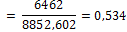 = 6462 / 8852,602 = 0,534